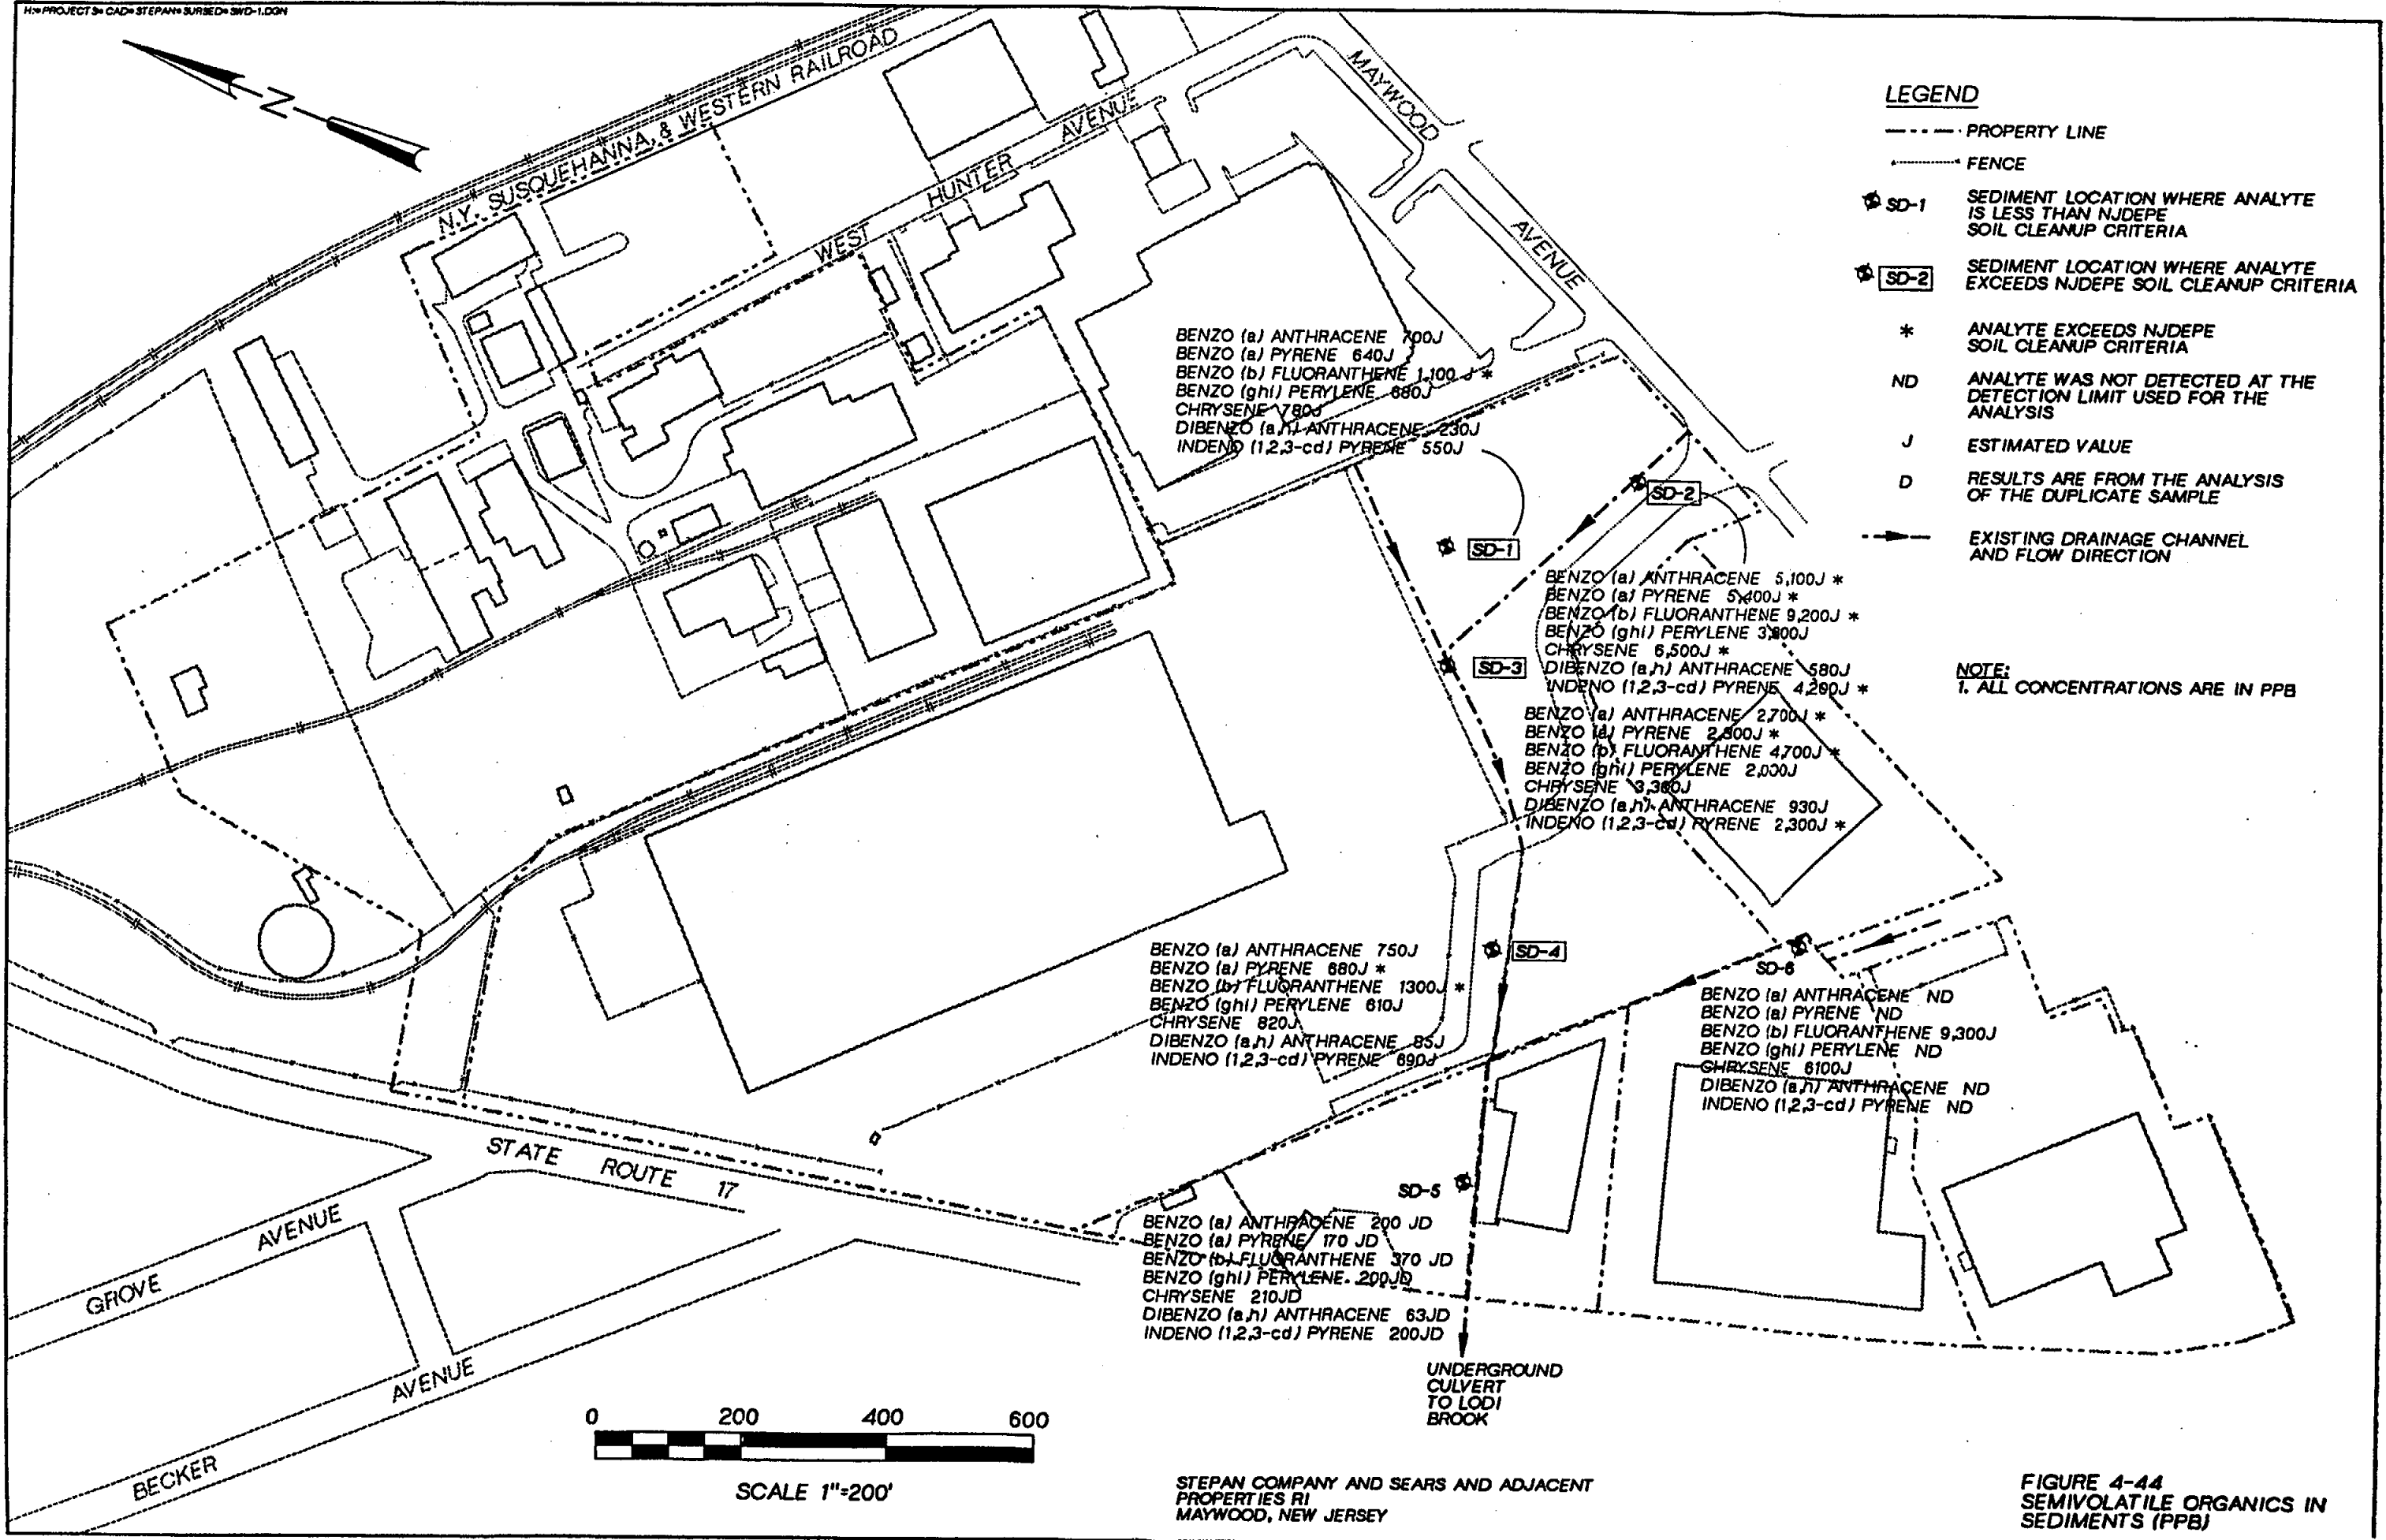 H:¤PROJECTS¤ CAD¤ STEPAN¤ SURSED¤ SWD-1.DGN
N
N.Y. SUSQUEHANNA, & WESTERN RAILROAD
WEST HUNTER AVENUE
MAYWOOD AVENUE
LEGEND
PROPERTY LINE
FENCE
SD-1 SEDIMENT LOCATION WHERE ANALYTE
IS LESS THAN NJDEPE
SOIL CLEANUP CRITERIA
SD-2 SEDIMENT LOCATION WHERE ANALYTE
EXCEEDS NJDEPE SOIL CLEANUP CRITERIA
* ANALYTE EXCEEDS NJDEPE
SOIL CLEANUP CRITERIA
ND ANALYTE WAS NOT DETECTED AT THE
DETECTION LIMIT USED FOR THE
ANALYSIS
J ESTIMATED VALUE
D RESULTS ARE FROM THE ANALYSIS
OF THE DUPLICATE SAMPLE
EXISTING DRAINAGE CHANNEL
AND FLOW DIRECTION
NOTE:
1. ALL CONCENTRATIONS ARE IN PPB
BENZO (a) ANTHRACENE 700J
BENZO (a) PYRENE 640J
BENZO (b) FLUORANTHENE 1,100 J *
BENZO (ghi) PERYLENE 680J
CHRYSENE 780J
DIBENZO (a,h) ANTHRACENE 230J
INDENO (1,2,3-cd) PYRENE 550J
SD-1
SD-2
BENZO (a) ANTHRACENE 5,100J *
BENZO (a) PYRENE 5,400J *
BENZO (b) FLUORANTHENE 9,200J *
BENZO (ghi) PERYLENE
CHRYSENE 6,500J *
DIBENZO (a,h) ANTHRACENE 580J
INDENO (1,2,3-cd) PYRENE 4,200J *
SD-3
BENZO (a) ANTHRACENE 2,700J *
BENZO (a) PYRENE *
BENZO (b) FLUORANTHENE 4,700J *
BENZO (ghi) PERYLENE 2,000J
CHRYSENE 3,300J
DIBENZO (a,h) ANTHRACENE 930J
INDENO (1,2,3-cd) PYRENE 2,300J *
SD-4
BENZO (a) ANTHRACENE 750J
BENZO (a) PYRENE 680J *
BENZO (b) FLUORANTHENE 1300J *
BENZO (ghi) PERYLENE 610J
CHRYSENE 820J
DIBENZO (a,h) ANTHRACENE 85J
INDENO (1,2,3-cd) PYRENE 690J
SD-6
BENZO (a) ANTHRACENE ND
BENZO (a) PYRENE ND
BENZO (b) FLUORANTHENE 9,300J
BENZO (ghi) PERYLENE ND
CHRYSENE 6100J
DIBENZO (a,h) ANTHRACENE ND
INDENO (1,2,3-cd) PYRENE ND
SD-5
BENZO (a) ANTHRACENE 200 JD
BENZO (a) PYRENE 170 JD
BENZO (b) FLUORANTHENE 370 JD
BENZO (ghi) PERYLENE 200JD
CHRYSENE 210JD
DIBENZO (a,h) ANTHRACENE 63JD
INDENO (1,2,3-cd) PYRENE 200JD
STATE ROUTE 17
GROVE AVENUE
BECKER AVENUE
UNDERGROUND
CULVERT
TO LODI
BROOK
0 200 400 600
SCALE 1"=200'
STEPAN COMPANY AND SEARS AND ADJACENT
PROPERTIES RI
MAYWOOD, NEW JERSEY
FIGURE 4-44
SEMIVOLATILE ORGANICS IN
SEDIMENTS (PPB)